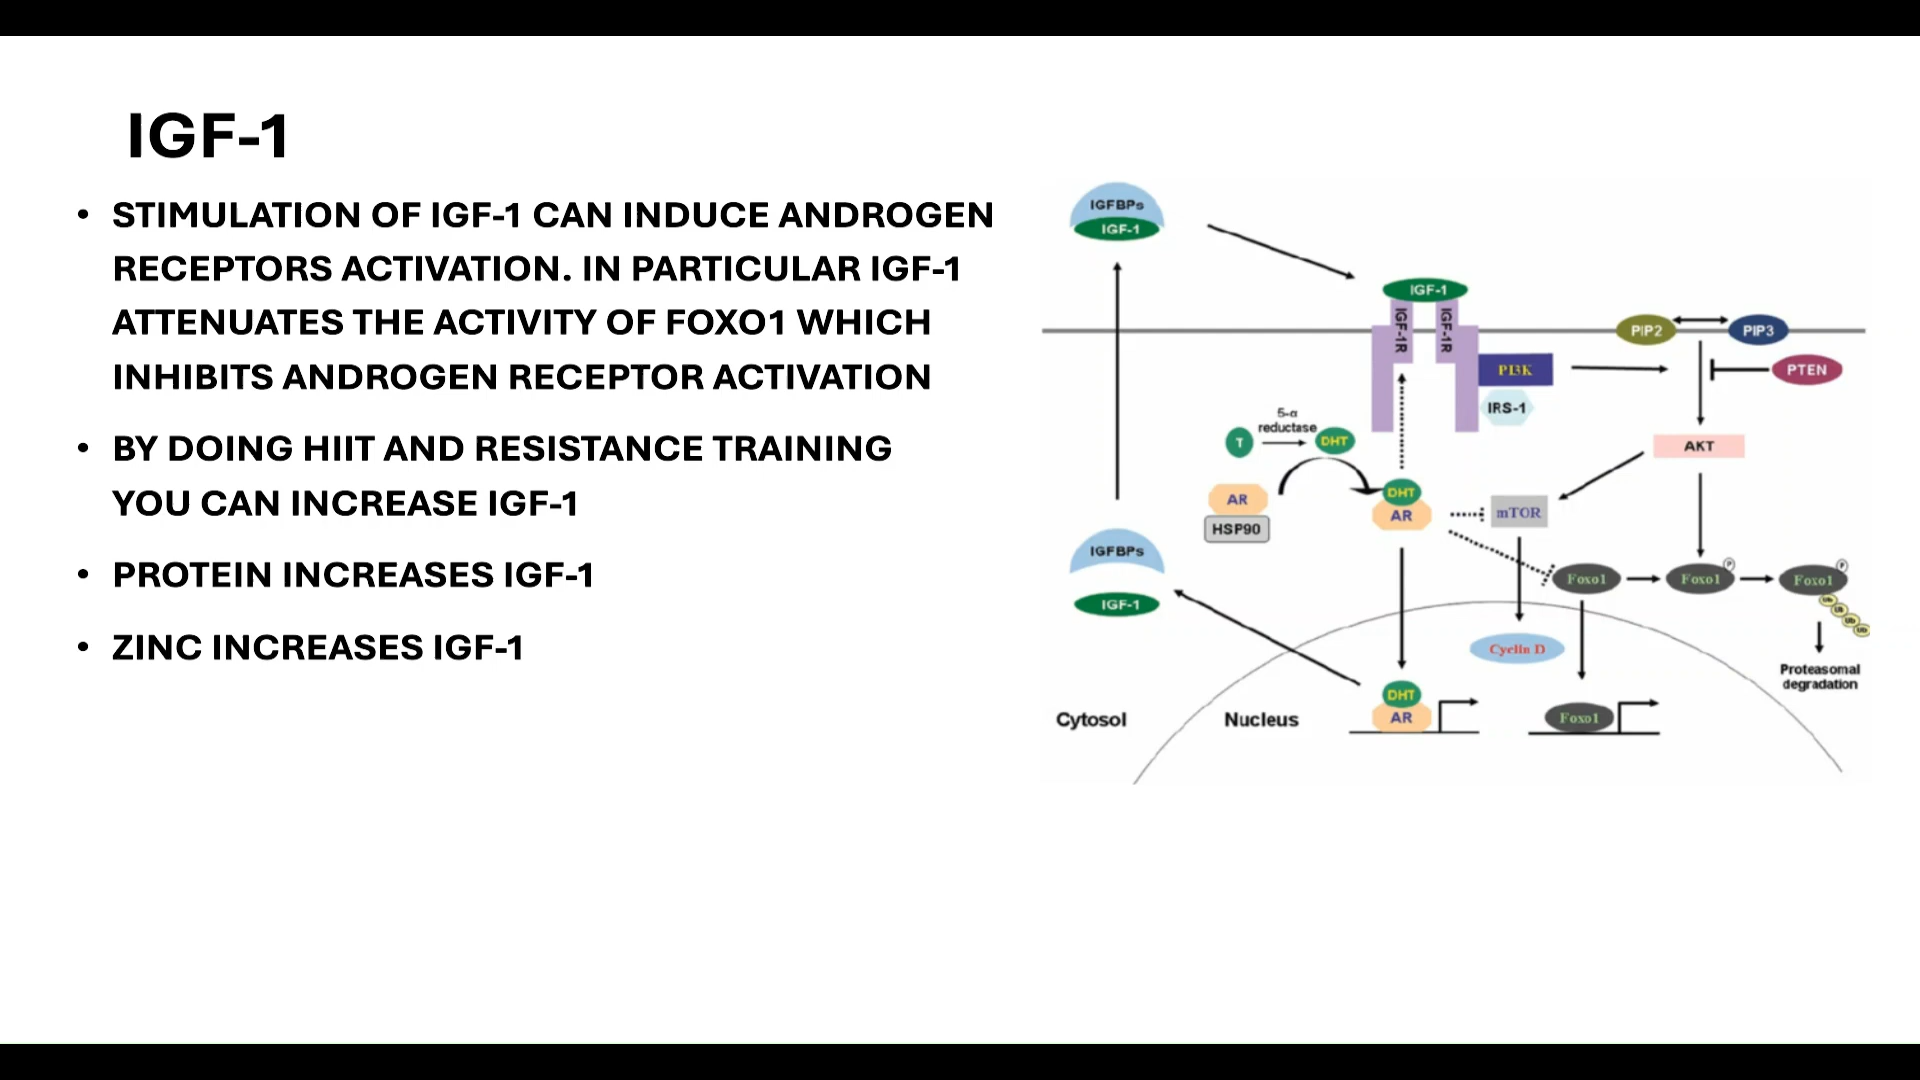 IGF-1
• STIMULATION OF IGF-1 CAN INDUCE ANDROGEN
RECEPTORS ACTIVATION. IN PARTICULAR IGF-1
ATTENUATES THE ACTIVITY OF FOXO1 WHICH
INHIBITS ANDROGEN RECEPTOR ACTIVATION
• BY DOING HIIT AND RESISTANCE TRAINING
YOU CAN INCREASE IGF-1
• PROTEIN INCREASES IGF-1
• ZINC INCREASES IGF-1
IGFBPs
IGF-1
IGF-1
IGF-1R
IGF-1R
PIP2
PIP3
PI3K
PTEN
IRS-1
5-α
reductase
T
DHT
AKT
AR
HSP90
DHT
AR
mTOR
IGFBPs
IGF-1
Foxo1
Foxo1
P
Foxo1
P
Ub
Ub
Ub
Ub
Cyclin D
Proteasomal
degradation
Cytosol
Nucleus
DHT
AR
Foxo1